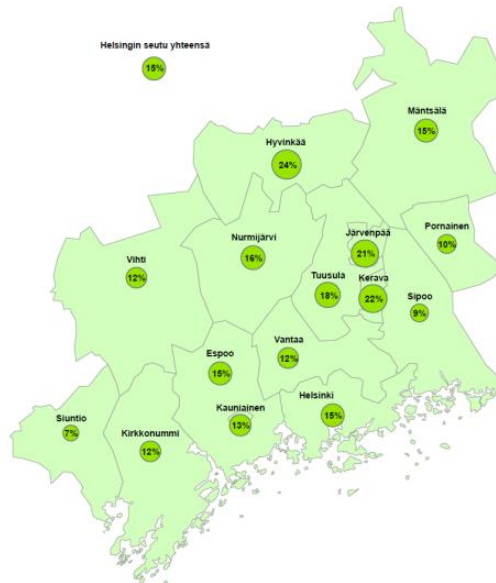 Helsingin seutu yhteensä
15%
Mäntsälä
15%
Hyvinkää
24%
Pornainen
10%
Järvenpää
21%
Nurmijärvi
16%
Vihti
12%
Tuusula
18%
Kerava
22%
Sipoo
9%
Vantaa
12%
Espoo
15%
Helsinki
15%
Kauniainen
13%
Siuntio
7%
Kirkkonummi
12%